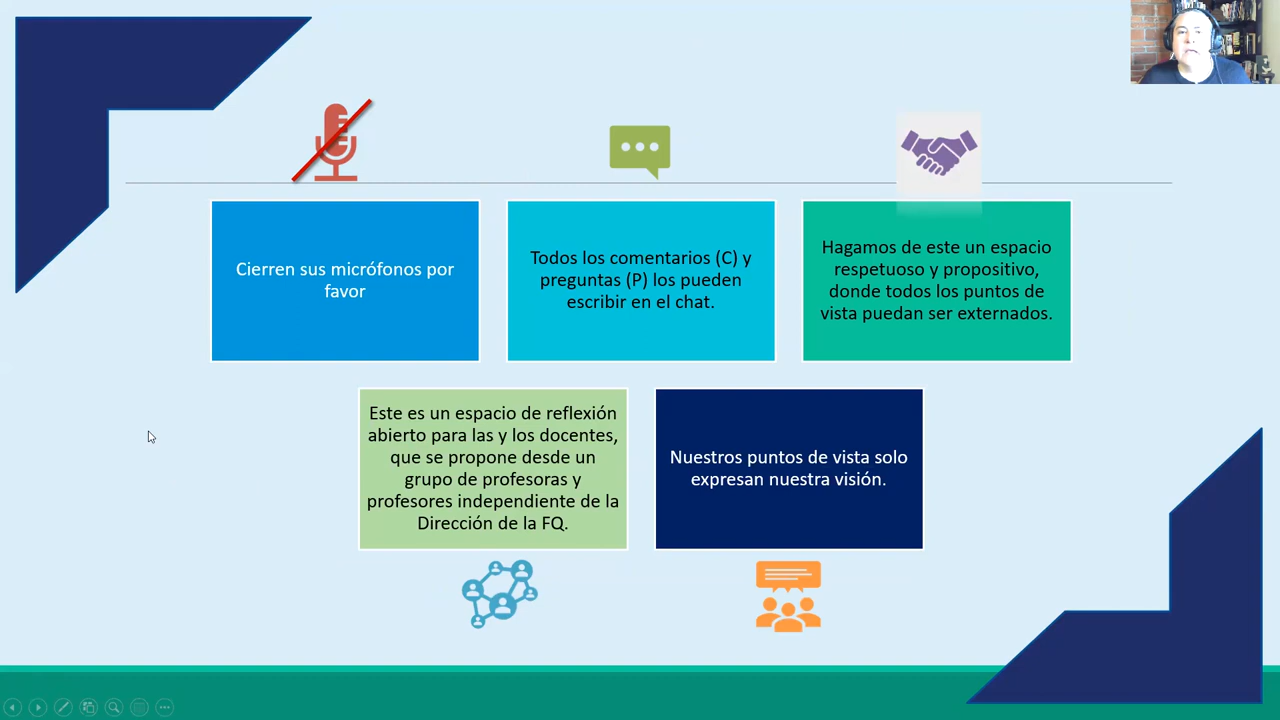 Cierren sus micrófonos por
favor
Todos los comentarios (C) y
preguntas (P) los pueden
escribir en el chat.
Hagamos de este un espacio
respetuoso y propositivo,
donde todos los puntos de
vista puedan ser externados.
Este es un espacio de reflexión
abierto para las y los docentes,
que se propone desde un
grupo de profesoras y
profesores independiente de la
Dirección de la FQ.
Nuestros puntos de vista solo
expresan nuestra visión.